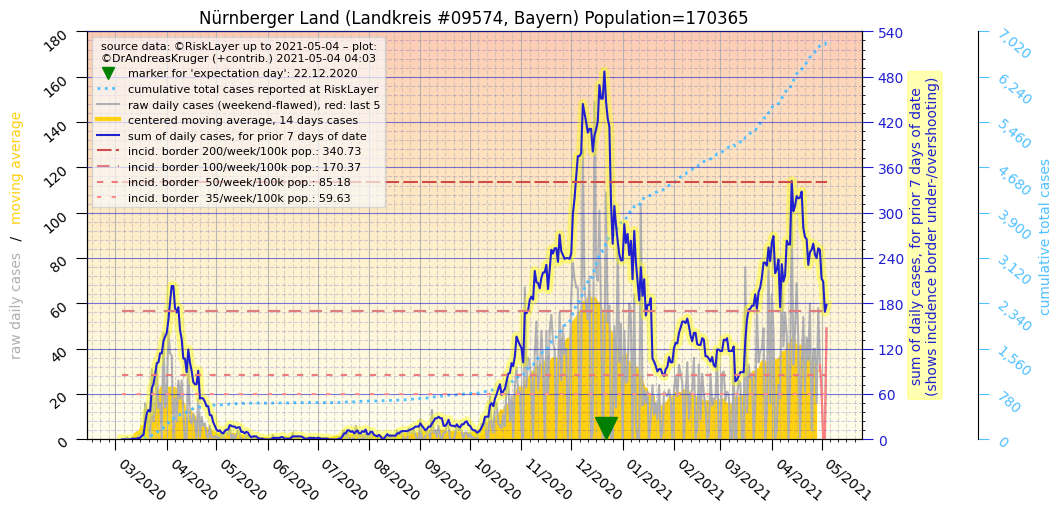 Nürnberger Land (Landkreis #09574, Bayern) Population=170365
source data: ©RiskLayer up to 2021-05-04 – plot:
©DrAndreasKruger (+contrib.) 2021-05-04 04:03
marker for 'expectation day': 22.12.2020
cumulative total cases reported at RiskLayer
raw daily cases (weekend-flawed), red: last 5
centered moving average, 14 days cases
sum of daily cases, for prior 7 days of date
incid. border 200/week/100k pop.: 340.73
incid. border 100/week/100k pop.: 170.37
incid. border  50/week/100k pop.: 85.18
incid. border  35/week/100k pop.: 59.63
raw daily cases   /   moving average
180
160
140
120
100
80
60
40
20
0
03/2020
04/2020
05/2020
06/2020
07/2020
08/2020
09/2020
10/2020
11/2020
12/2020
01/2021
02/2021
03/2021
04/2021
05/2021
540
480
420
360
300
240
180
120
60
0
sum of daily cases, for prior 7 days of date
(shows incidence border under-/overshooting)
7,020
6,240
5,460
4,680
3,900
3,120
2,340
1,560
780
0
cumulative total cases